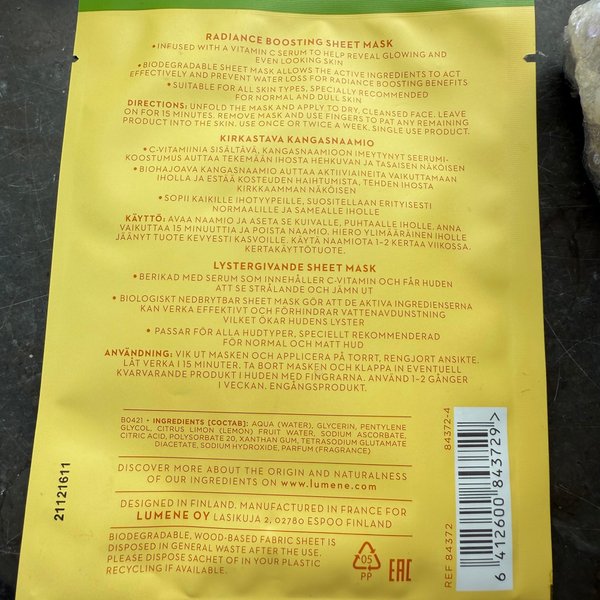 RADIANCE BOOSTING SHEET MASK
• INFUSED WITH A VITAMIN C SERUM TO HELP REVEAL GLOWING AND
EVEN LOOKING SKIN
• BIODEGRADABLE SHEET MASK ALLOWS THE ACTIVE INGREDIENTS TO ACT
EFFECTIVELY AND PREVENT WATER LOSS FOR RADIANCE BOOSTING BENEFITS
• SUITABLE FOR ALL SKIN TYPES, SPECIALLY RECOMMENDED
FOR NORMAL AND DULL SKIN
DIRECTIONS: UNFOLD THE MASK AND APPLY TO DRY, CLEANSED FACE. LEAVE
ON FOR 15 MINUTES. REMOVE MASK AND USE FINGERS TO PAT ANY REMAINING
PRODUCT INTO THE SKIN. USE ONCE OR TWICE A WEEK. SINGLE USE PRODUCT.
KIRKASTAVA KANGASNAAMIO
• C-VITAMIINIA SISÄLTÄVÄ, KANGASNAAMIOON IMEYTYNYT SEERUMI-
KOOSTUMUS AUTTAA TEKEMÄÄN IHOSTA HEHKUVAN JA TASAISEN NÄKÖISEN
• BIOHAJOAVA KANGASNAAMIO AUTTAA AKTIIVIAINEITA VAIKUTTAMAAN
IHOLLA JA ESTÄÄ KOSTEUDEN HAIHTUMISTA, TEHDEN IHOSTA
KIRKKAAMMAN NÄKÖISEN
• SOPII KAIKILLE IHOTYYPEILLE, SUOSITELLAAN ERITYISESTI
NORMAALILLE JA SAMEALLE IHOLLE
KÄYTTÖ: AVAA NAAMIO JA ASETA SE KUIVALLE, PUHTAALLE IHOLLE, ANNA
VAIKUTTAA 15 MINUUTTIA JA POISTA NAAMIO. HIERO YLIMÄÄRÄINEN IHOLLE
JÄÄNYT TUOTE KEVYESTI KASVOILLE. KÄYTÄ NAAMIOTA 1-2 KERTAA VIIKOSSA.
KERTAKÄYTTÖTUOTE.
LYSTERGIVANDE SHEET MASK
• BERIKAD MED SERUM SOM INNEHÅLLER C-VITAMIN OCH FÅR HUDEN
ATT SE STRÅLANDE OCH JÄMN UT
• BIOLOGISKT NEDBRYTBAR SHEET MASK GÖR ATT DE AKTIVA INGREDIENSERNA
KAN VERKA EFFEKTIVT OCH FÖRHINDRAR VATTENAVDUNSTNING
VILKET ÖKAR HUDENS LYSTER
• PASSAR FÖR ALLA HUDTYPER, SPECIELLT REKOMMENDERAD
FÖR NORMAL OCH MATT HUD
ANVÄNDNING: VIK UT MASKEN OCH APPLICERA PÅ TORRT, RENGJORT ANSIKTE.
LÅT VERKA I 15 MINUTER. TA BORT MASKEN OCH KLAPPA IN EVENTUELL
KVARVARANDE PRODUKT I HUDEN MED FINGRARNA. ANVÄND 1-2 GÅNGER
I VECKAN. ENGÅNGSPRODUKT.
B0421 • INGREDIENTS [СОСТАВ]: AQUA (WATER), GLYCERIN, PENTYLENE
GLYCOL, CITRUS LIMON (LEMON) FRUIT WATER, SODIUM ASCORBATE,
CITRIC ACID, POLYSORBATE 20, XANTHAN GUM, TETRASODIUM GLUTAMATE
DIACETATE, SODIUM HYDROXIDE, PARFUM (FRAGRANCE)
DISCOVER MORE ABOUT THE ORIGIN AND NATURALNESS
OF OUR INGREDIENTS ON www.lumene.com
DESIGNED IN FINLAND. MANUFACTURED IN FRANCE FOR
LUMENE OY LASIKUJA 2, 02780 ESPOO FINLAND
BIODEGRADABLE, WOOD-BASED FABRIC SHEET IS
DISPOSED IN GENERAL WASTE AFTER THE USE.
PLEASE DISPOSE SACHET OF IN YOUR PLASTIC
RECYCLING IF AVAILABLE.
05
PP
EAC
21121611
84372-4
REF 84372
6 412600 843729 >